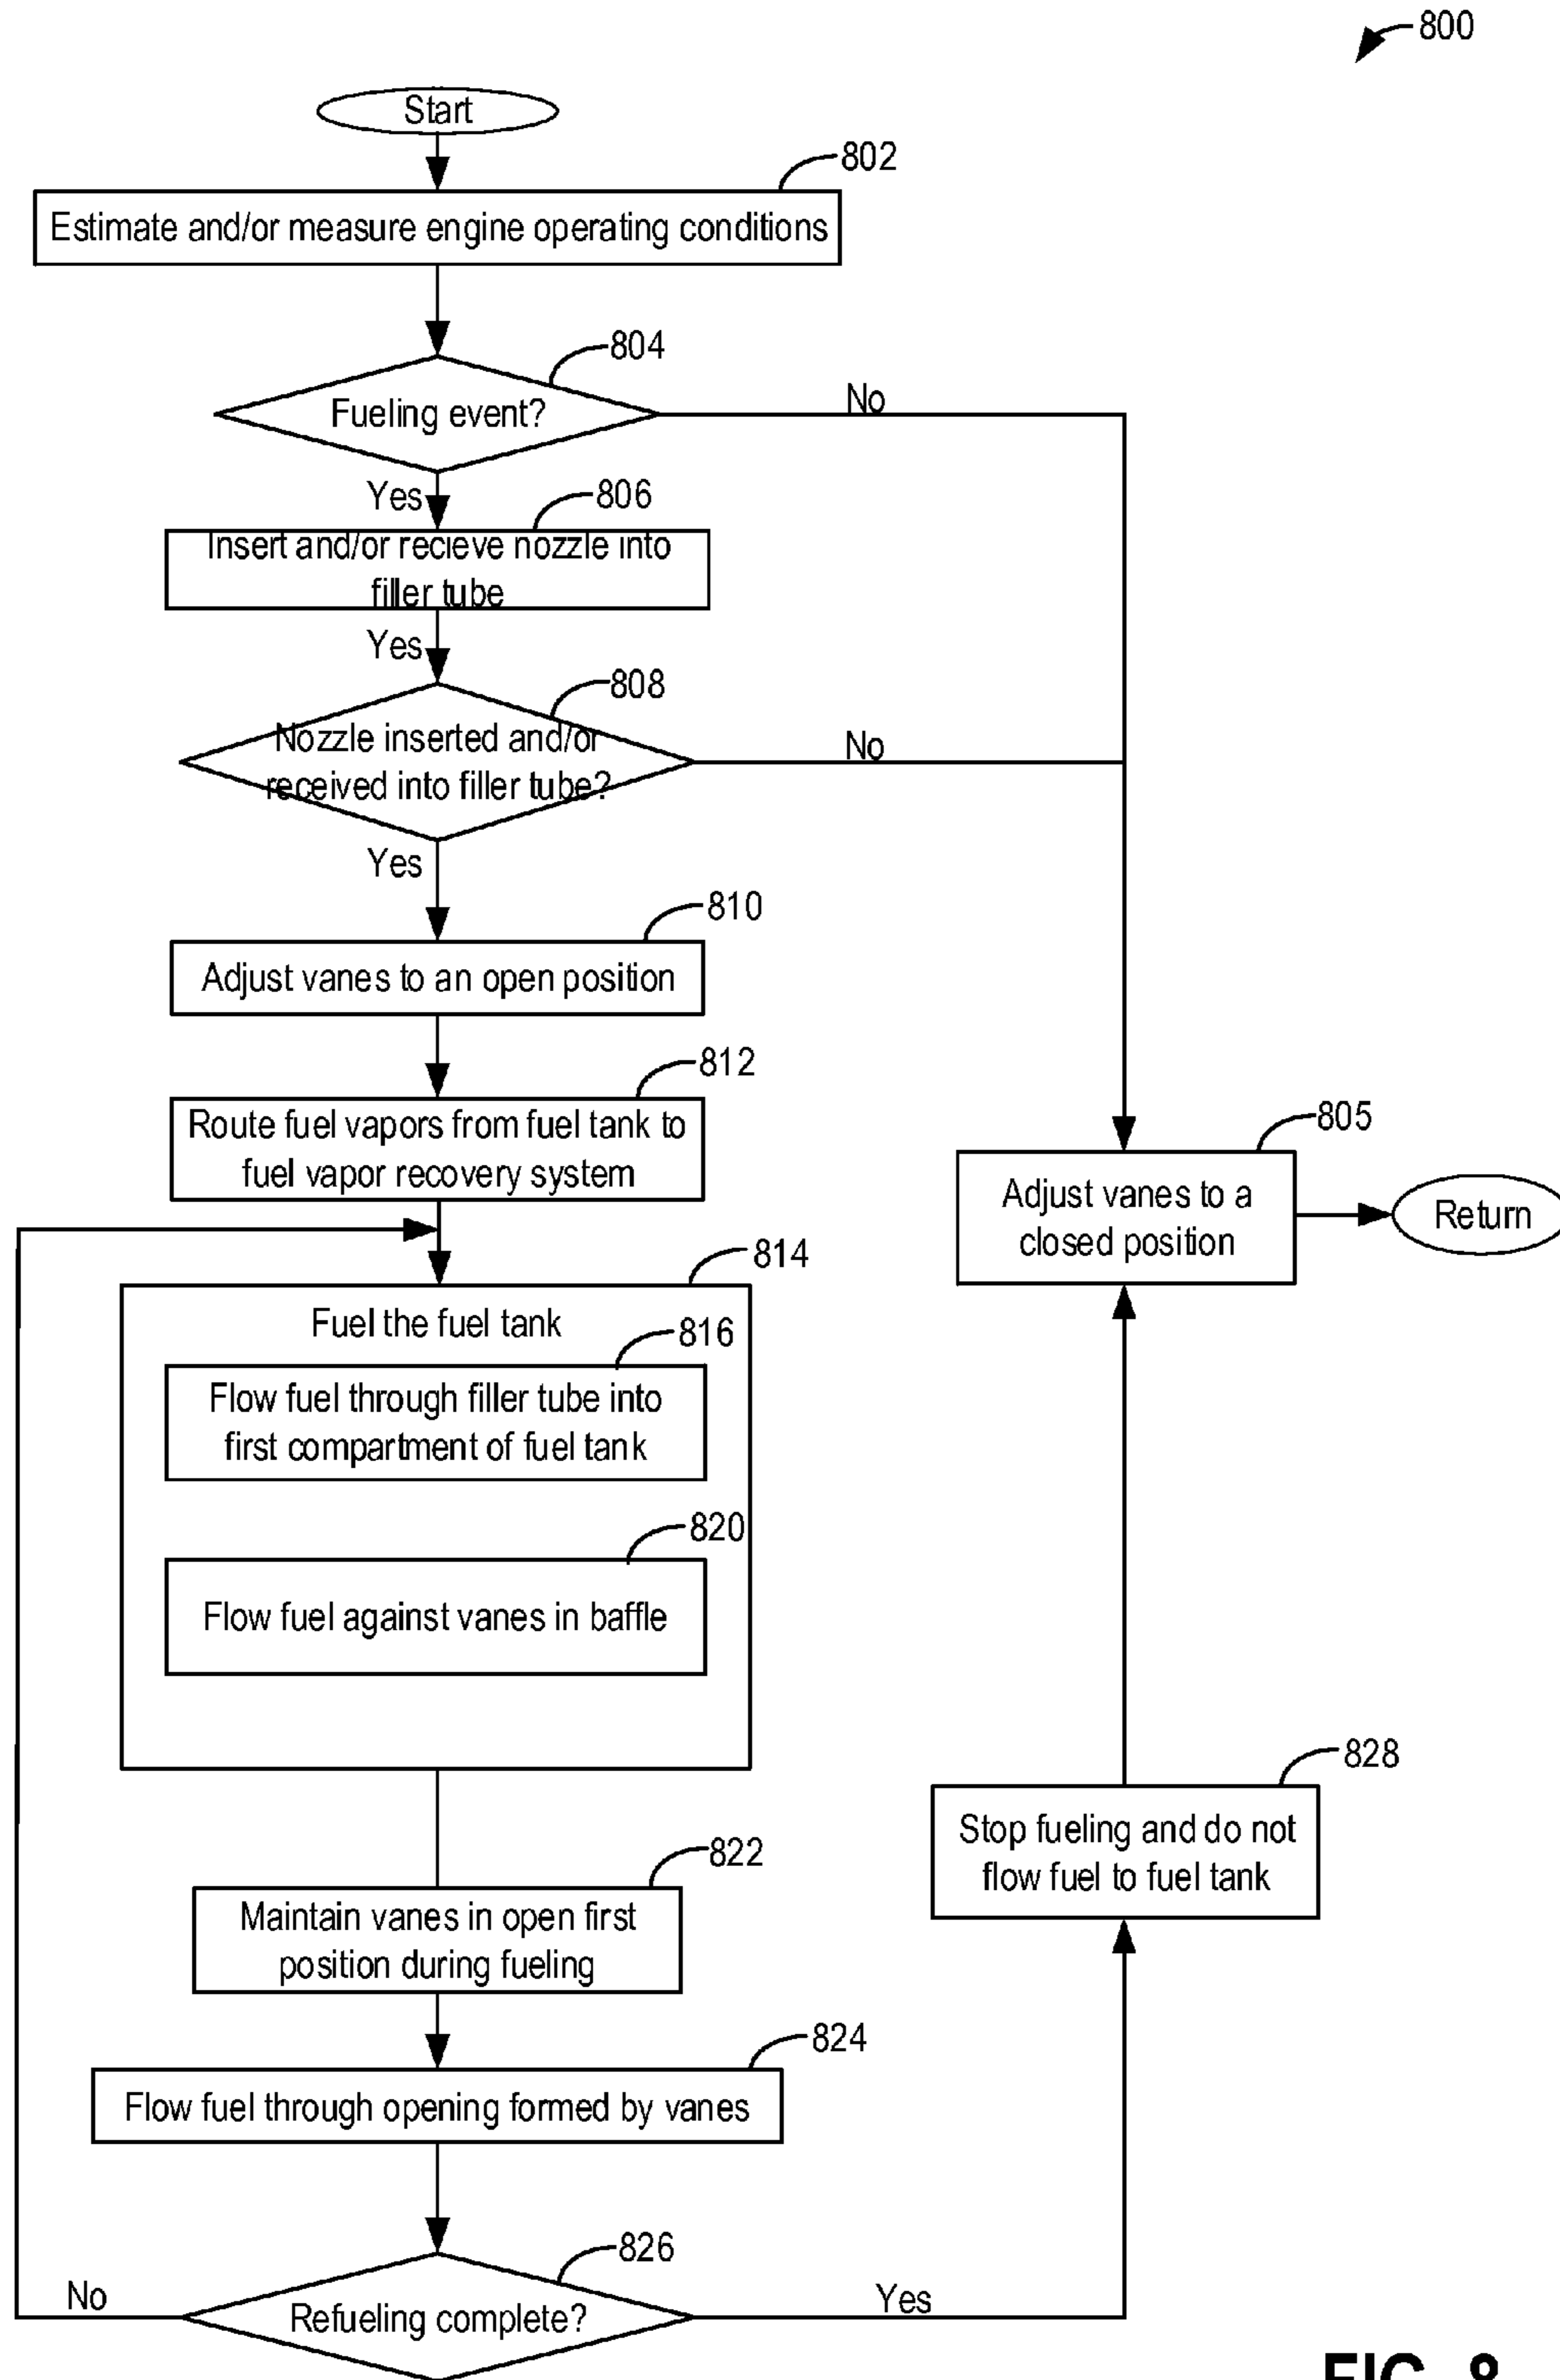 800
Start
802
Estimate and/or measure engine operating conditions
804
Fueling event?
No
Yes
806
Insert and/or recieve nozzle into
filler tube
Yes
808
Nozzle inserted and/or
received into filler tube?
No
Yes
810
Adjust vanes to an open position
812
Route fuel vapors from fuel tank to
fuel vapor recovery system
805
Adjust vanes to a
closed position
Return
814
Fuel the fuel tank
816
Flow fuel through filler tube into
first compartment of fuel tank
820
Flow fuel against vanes in baffle
828
Stop fueling and do not
flow fuel to fuel tank
822
Maintain vanes in open first
position during fueling
824
Flow fuel through opening formed by vanes
826
Refueling complete?
No
Yes
FIG. 8